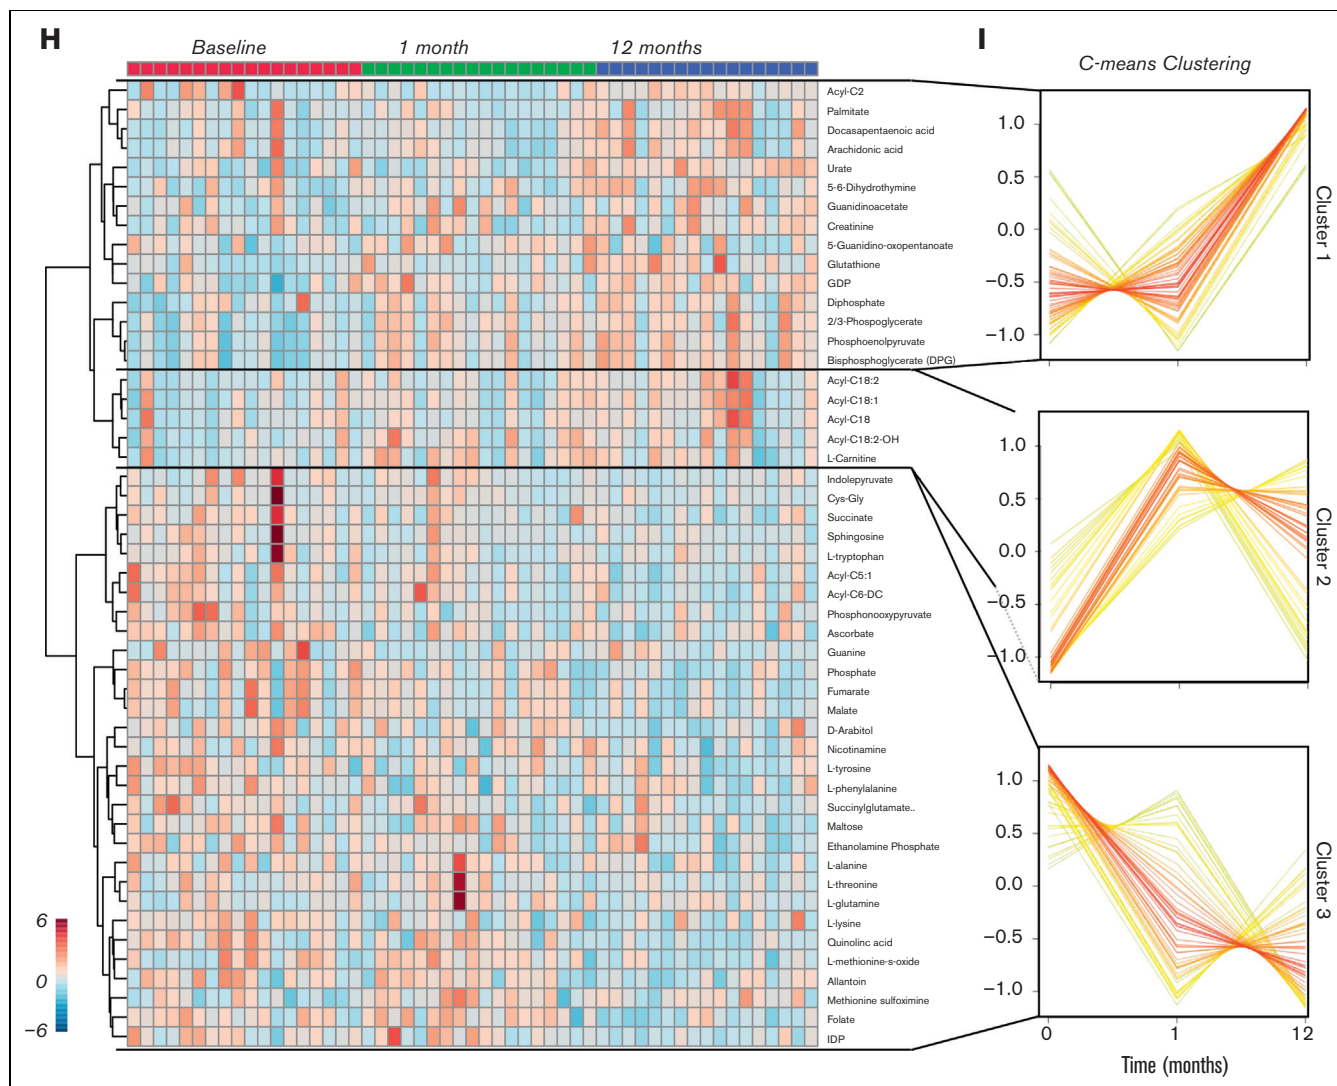 H
Baseline
1 month
12 months
Acyl-C2
Palmitate
Docasapentaenoic acid
Arachidonic acid
Urate
5-6-Dihydrothymine
Guanidinoacetate
Creatinine
5-Guanidino-oxopentanoate
Glutathione
GDP
Diphosphate
2/3-Phospoglycerate
Phosphoenolpyruvate
Bisphosphoglycerate (DPG)
Acyl-C18:2
Acyl-C18:1
Acyl-C18
Acyl-C18:2-OH
L-Carnitine
Indolepyruvate
Cys-Gly
Succinate
Sphingosine
L-tryptophan
Acyl-C5:1
Acyl-C6-DC
Phosphonooxypyruvate
Ascorbate
Guanine
Phosphate
Fumarate
Malate
D-Arabitol
Nicotinamine
L-tyrosine
L-phenylalanine
Succinylglutamate..
Maltose
Ethanolamine Phosphate
L-alanine
L-threonine
L-glutamine
L-lysine
Quinolinic acid
L-methionine-s-oxide
Allantoin
Methionine sulfoximine
Folate
IDP
6
0
−6
I
C-means Clustering
1.0
0.5
0.0
−0.5
−1.0
Cluster 1
1.0
0.5
0.0
−0.5
−1.0
Cluster 2
1.0
0.5
0.0
−0.5
−1.0
Cluster 3
0
1
12
Time (months)